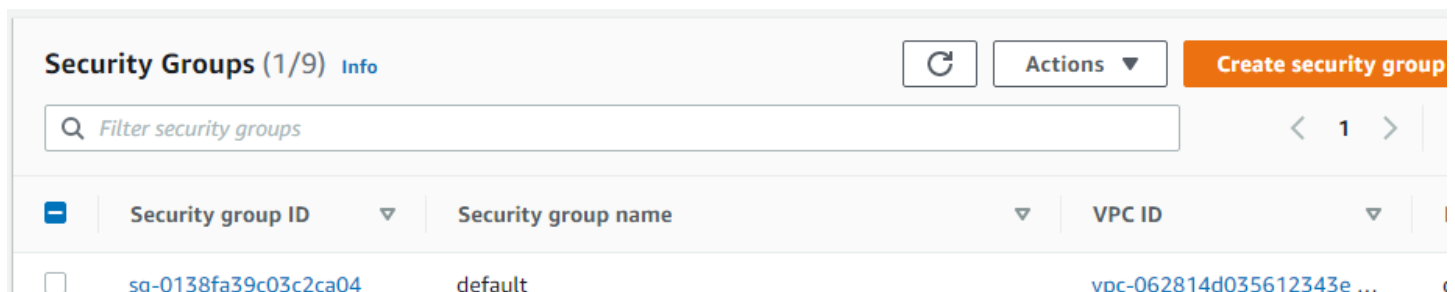 Security Groups (1/9) Info
Actions
Create security group
Filter security groups
1
Security group ID
Security group name
VPC ID
sg-0138fa39c03c2ca04
default
vpc-062814d035612343e ...